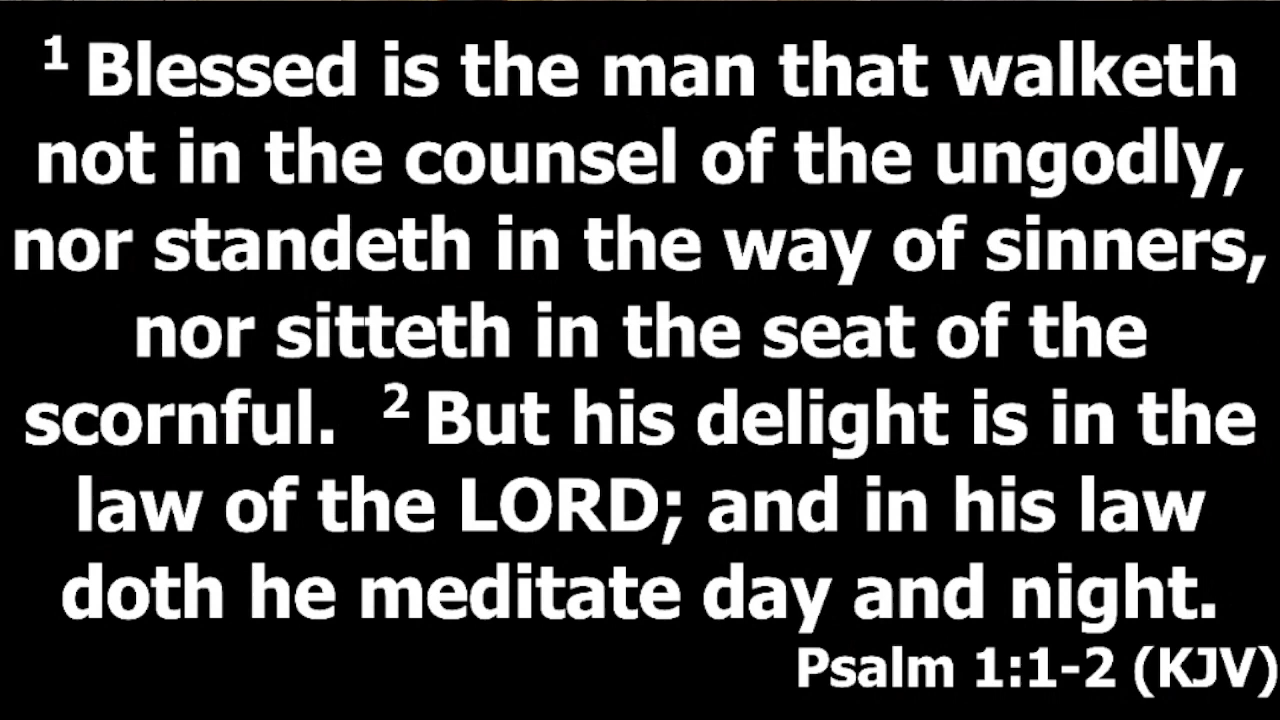 1 Blessed is the man that walketh
not in the counsel of the ungodly,
nor standeth in the way of sinners,
nor sitteth in the seat of the
scornful. 2 But his delight is in the
law of the LORD; and in his law
doth he meditate day and night.
Psalm 1:1-2 (KJV)